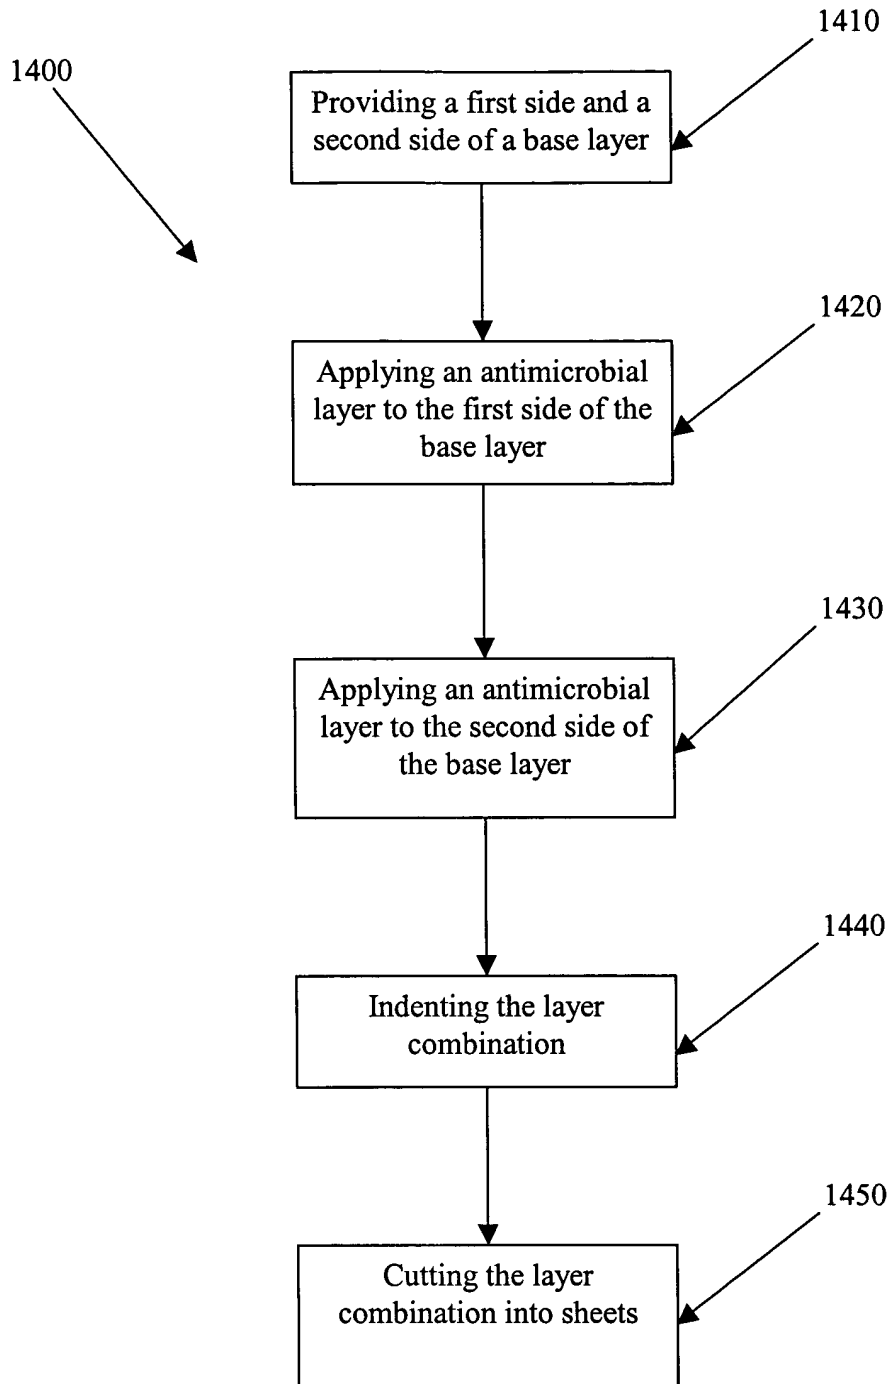 1410
1400
Providing a first side and a
second side of a base layer
1420
Applying an antimicrobial
layer to the first side of the
base layer
1430
Applying an antimicrobial
layer to the second side of
the base layer
1440
Indenting the layer
combination
1450
Cutting the layer
combination into sheets